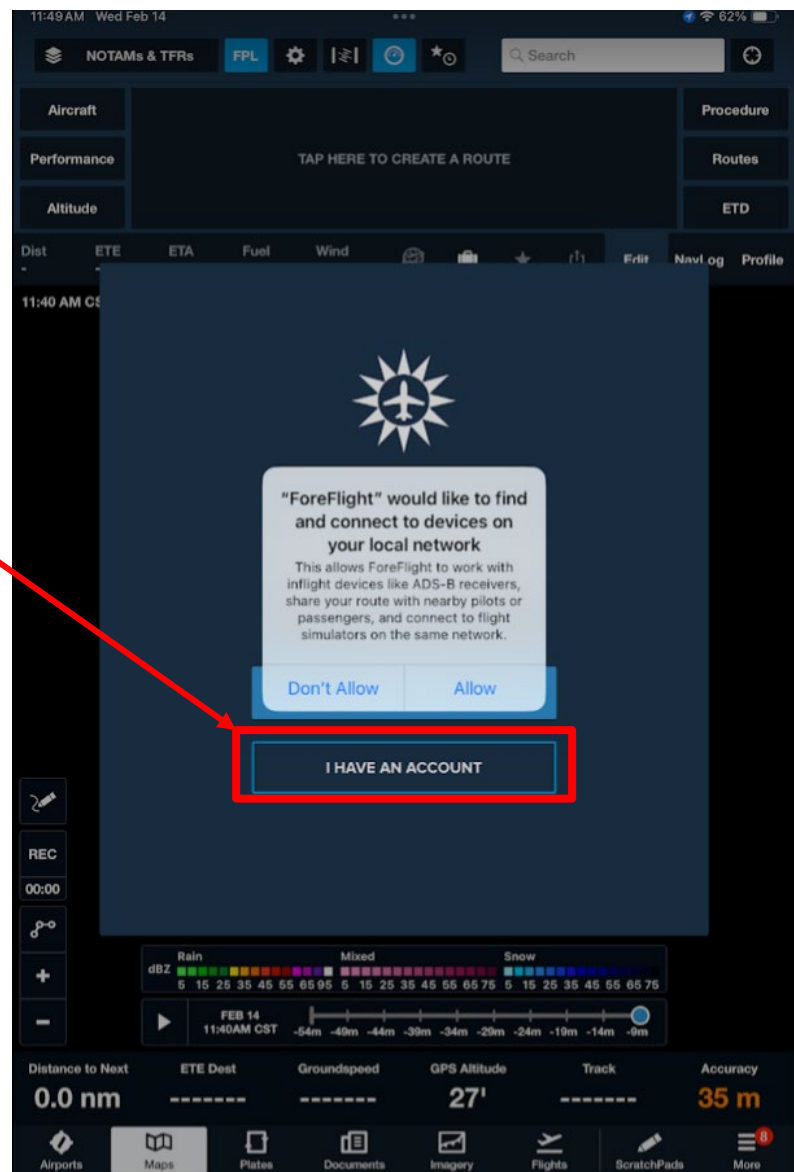 11:49 AM Wed Feb 14
62%
NOTAMs & TFRs FPL Search
Aircraft
Procedure
Performance
TAP HERE TO CREATE A ROUTE
Routes
Altitude
ETD
Dist ETE ETA Fuel Wind Edit NavLog Profile
11:40 AM CS
"ForeFlight" would like to find
and connect to devices on
your local network
This allows ForeFlight to work with
inflight devices like ADS-B receivers,
share your route with nearby pilots or
passengers, and connect to flight
simulators on the same network.
Don't Allow Allow
I HAVE AN ACCOUNT
REC
00:00
Rain Mixed Snow
dBZ
5 15 25 35 45 55 65 95 5 15 25 35 45 55 65 75 5 15 25 35 45 55 65 75
FEB 14
11:40AM CST
-54m -49m -44m -39m -34m -29m -24m -19m -14m -9m
Distance to Next ETE Dest Groundspeed GPS Altitude Track Accuracy
0.0 nm ------- ------- 27' ------- 35 m
8
Airports Maps Plates Documents Imagery Flights ScratchPads More